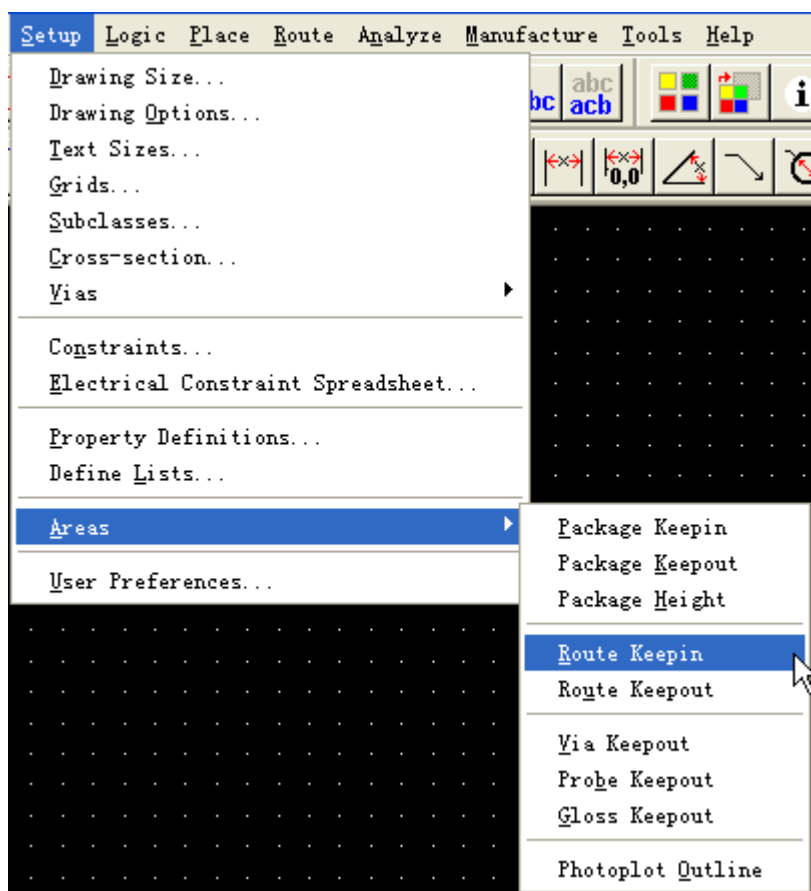 Setup Logic Place Route Analyze Manufacture Tools Help
Drawing Size...
Drawing Options...
Text Sizes...
Grids...
Subclasses...
Cross-section...
Vias
Constraints...
Electrical Constraint Spreadsheet...
Property Definitions...
Define Lists...
Areas
User Preferences...
bc
abc
acb
i
0,0
Package Keepin
Package Keepout
Package Height
Route Keepin
Route Keepout
Via Keepout
Probe Keepout
Gloss Keepout
Photoplot Outline